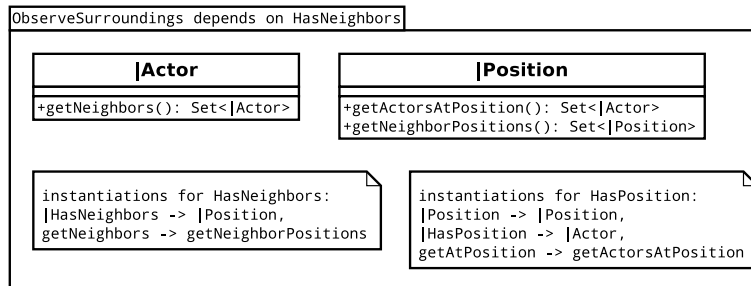 ObserveSurroundings depends on HasNeighbors
|Actor
+getNeighbors(): Set<|Actor>
|Position
+getActorsAtPosition(): Set<|Actor>
+getNeighborPositions(): Set<|Position>
instantiations for HasNeighbors:
|HasNeighbors -> |Position,
getNeighbors -> getNeighborPositions
instantiations for HasPosition:
|Position -> |Position,
|HasPosition -> |Actor,
getAtPosition -> getActorsAtPosition